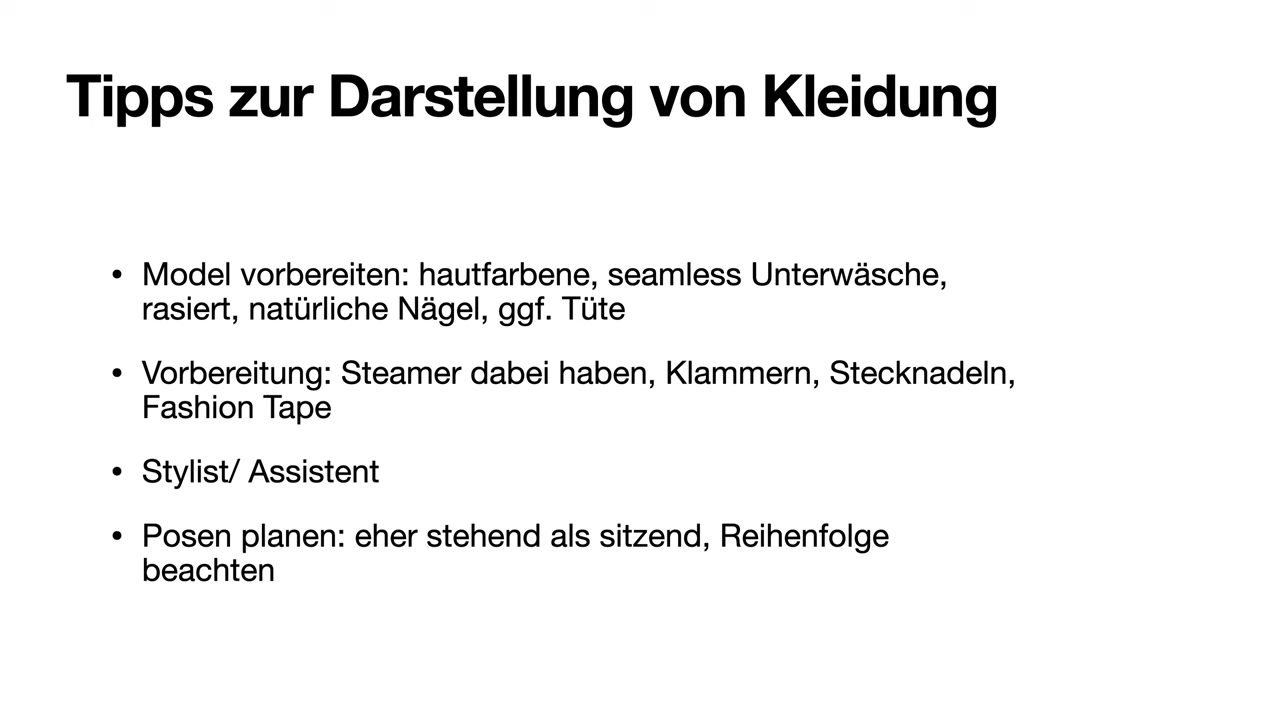 Tipps zur Darstellung von Kleidung
• Model vorbereiten: hautfarbene, seamless Unterwäsche,
rasiert, natürliche Nägel, ggf. Tüte
• Vorbereitung: Steamer dabei haben, Klammern, Stecknadeln,
Fashion Tape
• Stylist/ Assistent
• Posen planen: eher stehend als sitzend, Reihenfolge
beachten